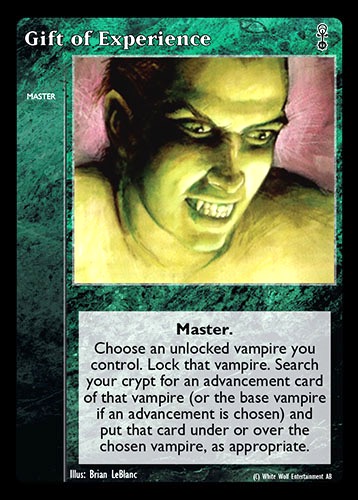 Gift of Experience
MASTER
Master.
Choose an unlocked vampire you
control. Lock that vampire. Search
your crypt for an advancement card
of that vampire (or the base vampire
if an advancement is chosen) and
put that card under or over the
chosen vampire, as appropriate.
Illus: Brian LeBlanc
(C) White Wolf Entertainment AB